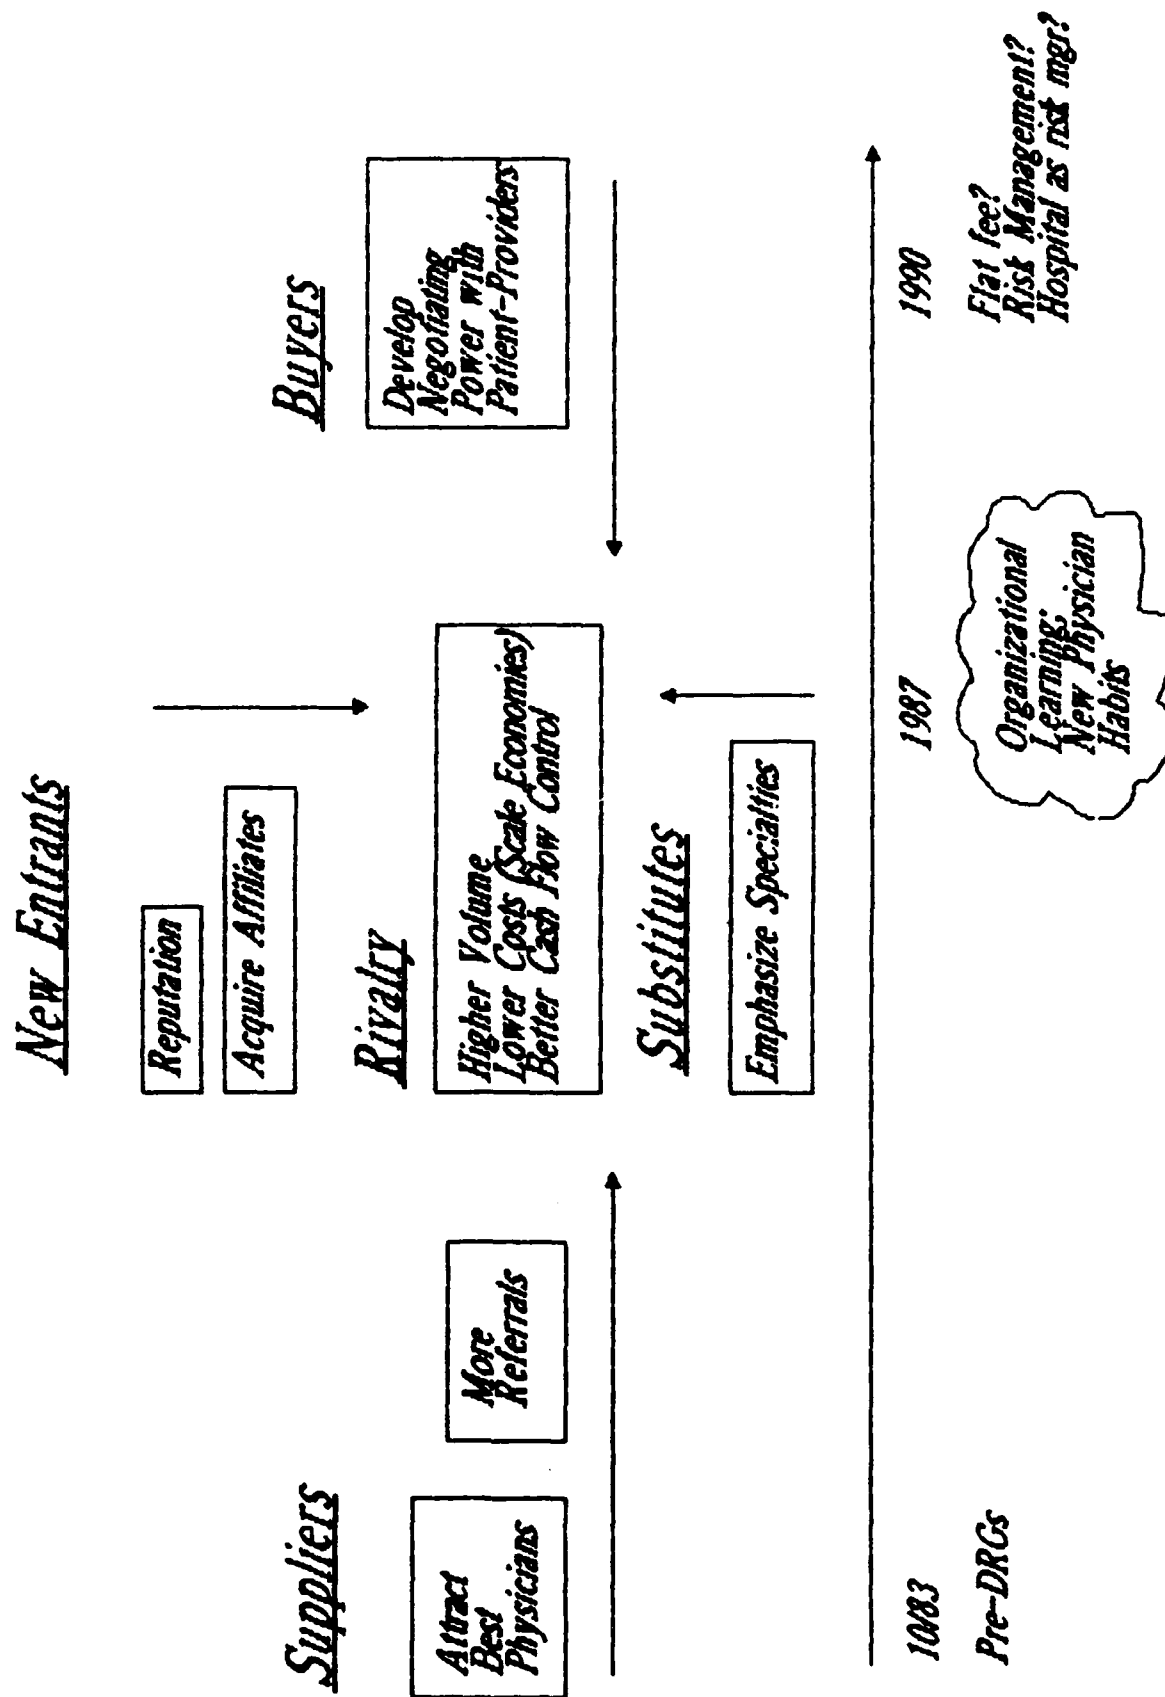 New Entrants
Reputation
Acquire Affiliates
Suppliers
Attract
Best
Physicians
More
Referrals
Rivalry
Higher Volume
Lower Costs (Scale Economies)
Better Cash Flow Control
Buyers
Develop
Negotiating
Power with
Patient-Providers
Substitutes
Emphasize Specialties
10/83
1987
1990
Pre-DRGs
Organizational
Learning;
New Physician
Habits
Flat fee?
Risk Management?
Hospital as risk mgr?